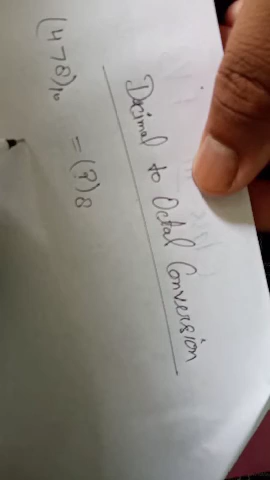 Decimal to Octal Conversion
(478)₁₀ = (?)₈